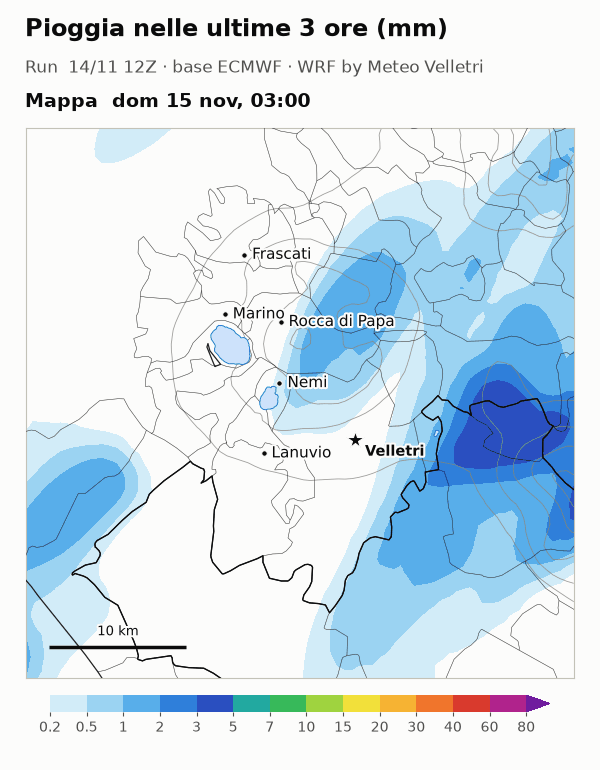 Pioggia nelle ultime 3 ore (mm)
Run  14/11 12Z · base ECMWF · WRF by Meteo Velletri
Mappa  dom 15 nov, 03:00
Frascati
Marino
Rocca di Papa
Nemi
Velletri
Lanuvio
10 km
0.2 0.5 1 2 3 5 7 10 15 20 30 40 60 80